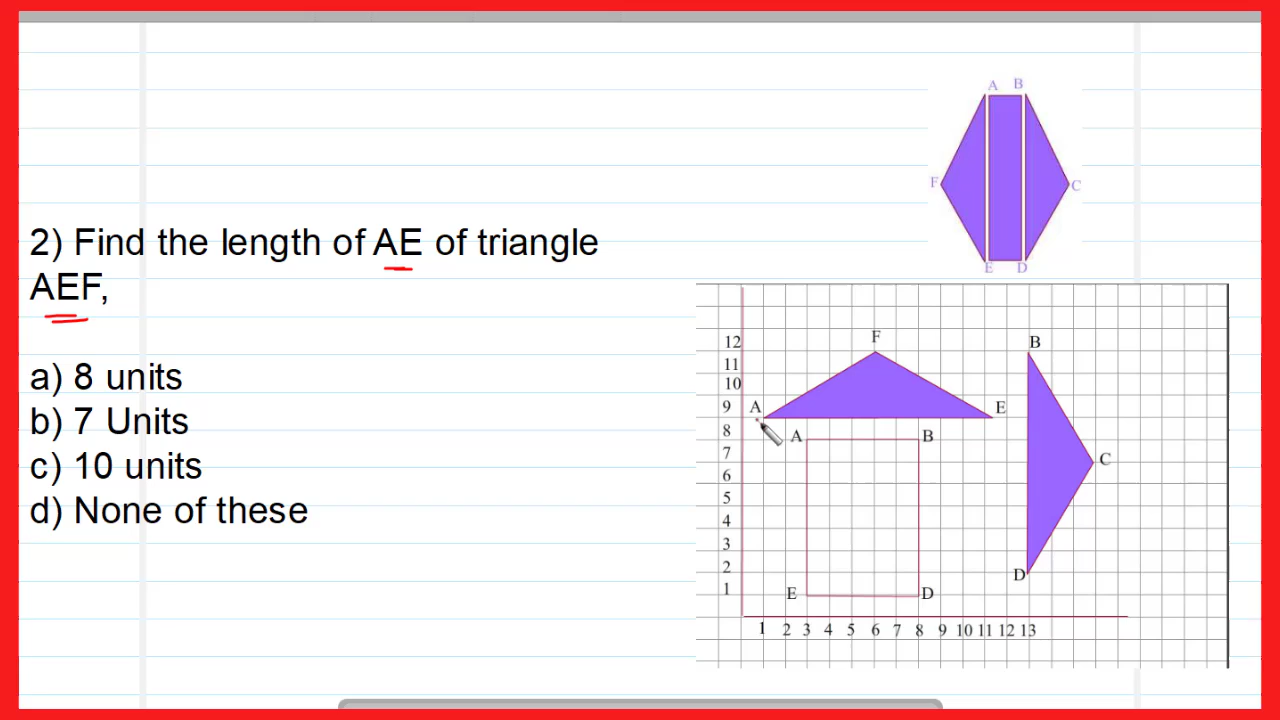 A B
F C
E D
2) Find the length of AE of triangle
AEF,
a) 8 units
b) 7 Units
c) 10 units
d) None of these
F
B
12
11
10
9
8
7
6
5
4
3
2
1
A
E
A
B
C
D
E
D
1 2 3 4 5 6 7 8 9 10 11 12 13